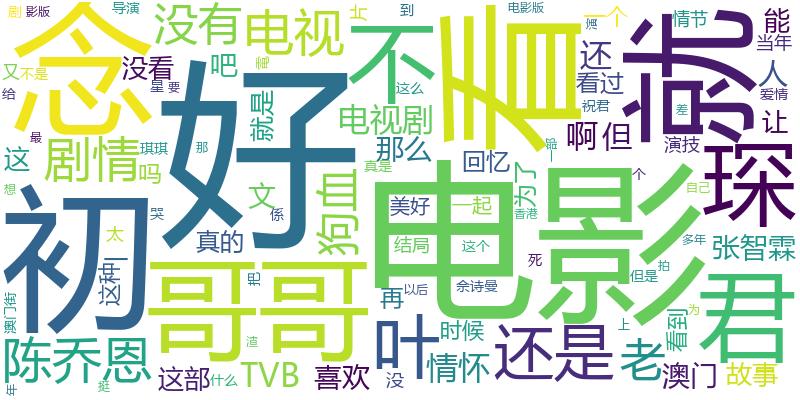 剧 影版 导演 片 到 电影版 一个 渣 情节 能
念 没有 电视 不 看 还 就 当年
又 不是 没看 吧 看过 人 爱情
给 星 要 好 就是 电视剧 这么 啊 但 祝君 差 让
最 剧情 那么 一部 演技
这 琪琪 那 狗血 真是 回忆 为了 琛
想 吗 文 美好 一起 香港 个 自己
初 太 哭 係 真的 结局 这个 电影 死 多年
这种 哥哥 把 以后 佘诗曼 但是 拍 张智霖
澳门街 渣 再 时候 上 为 君
陈乔恩 叶 还是 老 看到
这部 什么 TVB 喜欢 没 情怀 澳门 故事
年 挺